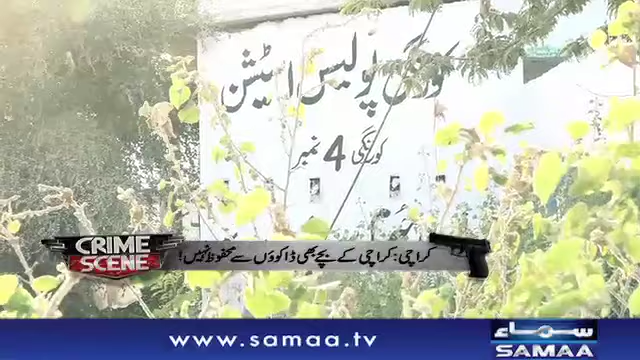 کورنگی پولیس اسٹیشن
کورنگی 4 نمبر
CRIME
SCENE
کراچی: کراچی کے بچے بھی ڈاکوؤں سے محفوظ نہیں!
www.samaa.tv
سماء
SAMAA